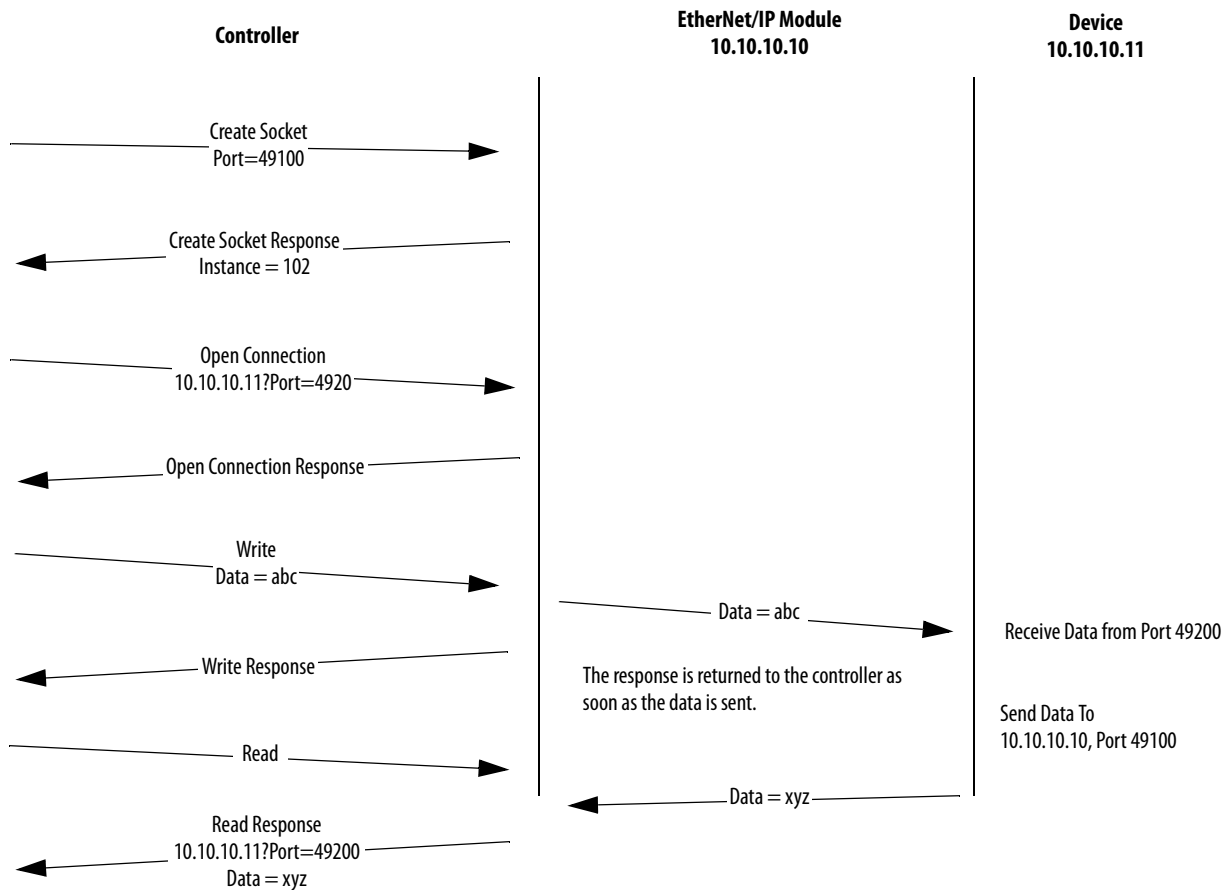 Controller
EtherNet/IP Module
10.10.10.10
Device
10.10.10.11
Create Socket
Port=49100
Create Socket Response
Instance = 102
Open Connection
10.10.10.11?Port=4920
Open Connection Response
Write
Data = abc
Data = abc
Receive Data from Port 49200
Write Response
The response is returned to the controller as
soon as the data is sent.
Send Data To
10.10.10.10, Port 49100
Read
Data = xyz
Read Response
10.10.10.11?Port=49200
Data = xyz